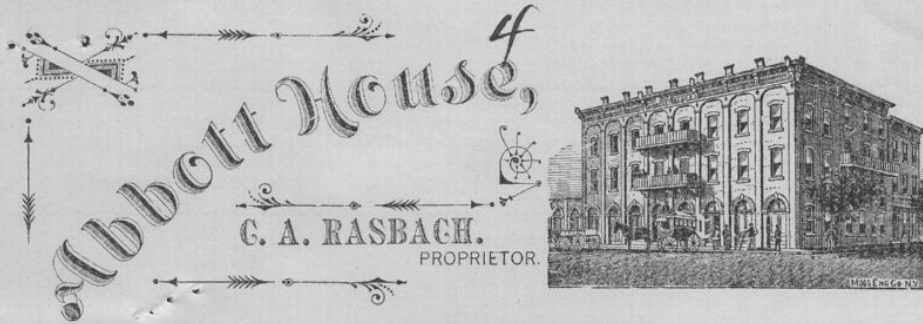 4
Abbott House,
C. A. RASBACH.
PROPRIETOR.
MOSS ENG CO N.Y.